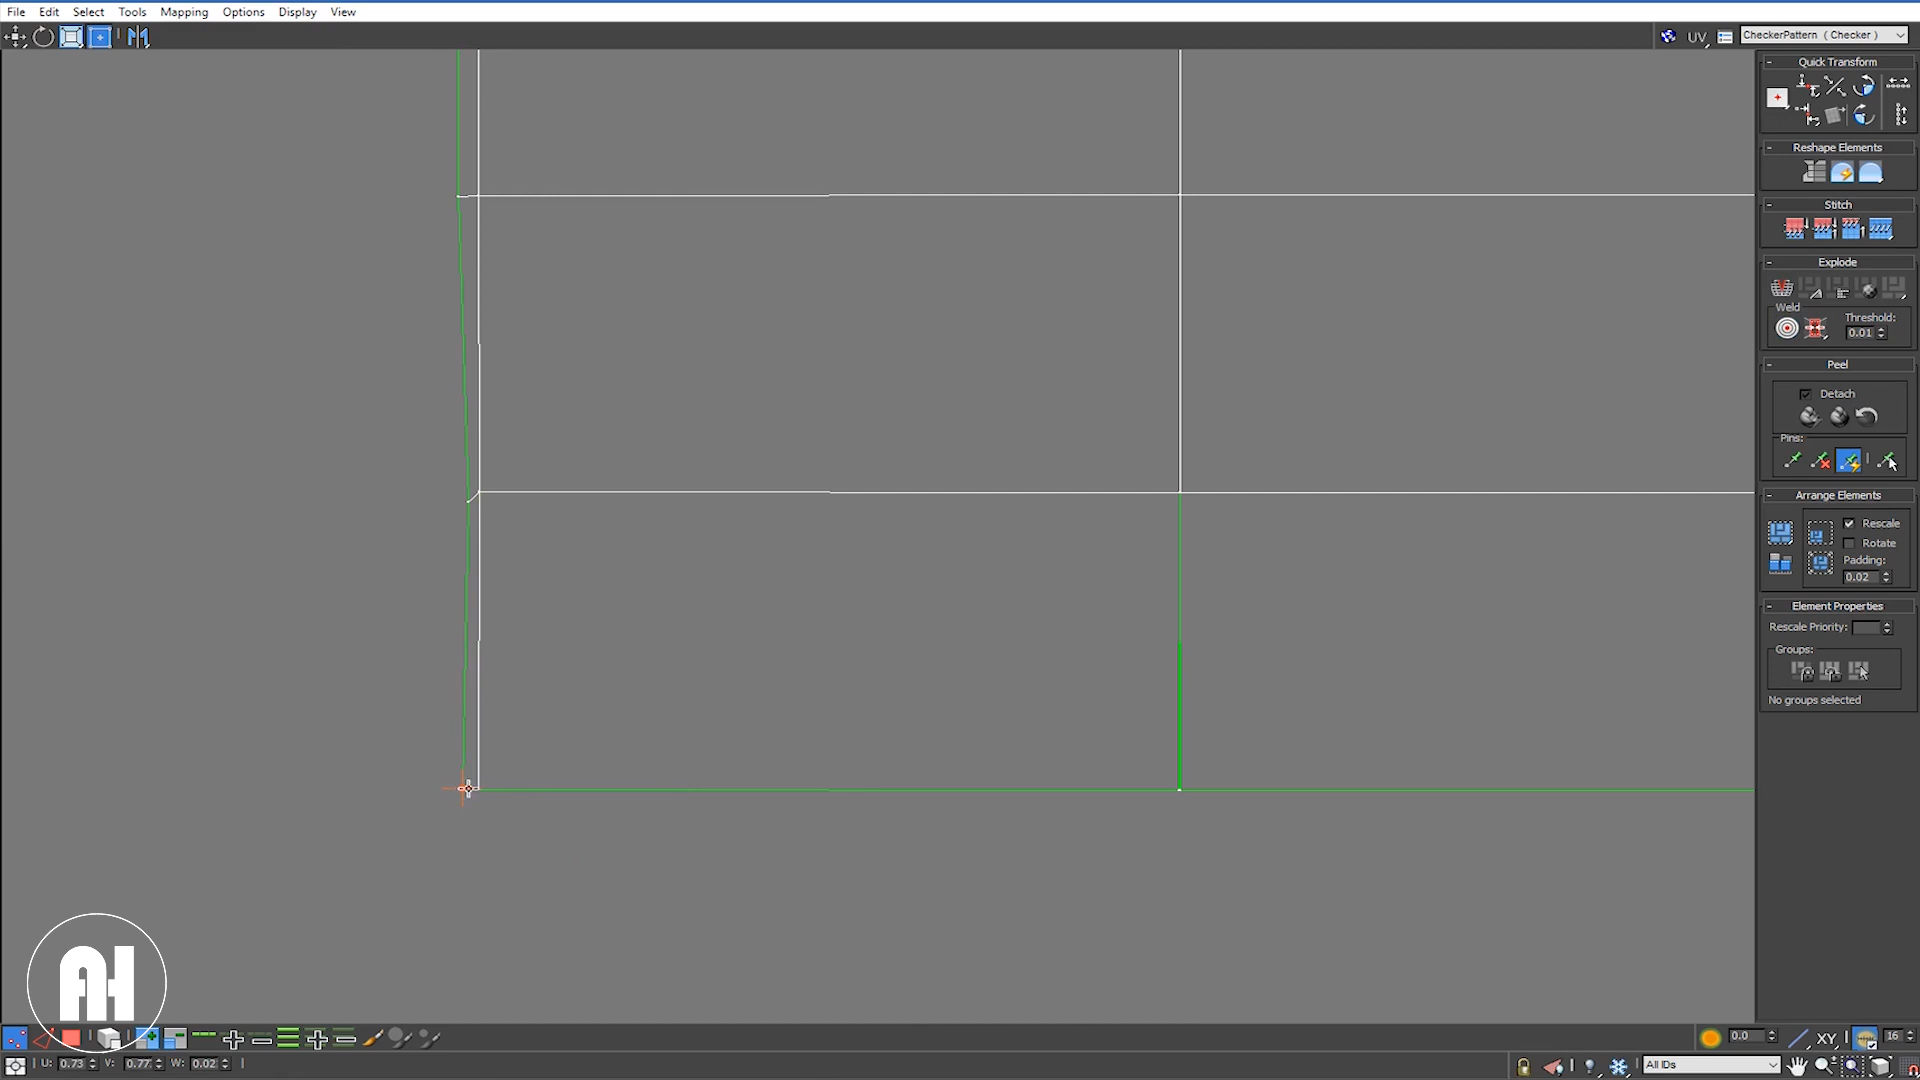 File Edit Select Tools Mapping Options Display View
UV CheckerPattern ( Checker )
Quick Transform
Reshape Elements
Stitch
Explode
Weld
Threshold:
0.01
Peel
Detach
Pins:
Arrange Elements
Rescale
Rotate
Padding:
0.02
Element Properties
Rescale Priority:
Groups:
No groups selected
AH
0.0 XY 16
U: 0.73 V: 0.77 W: 0.02 All IDs